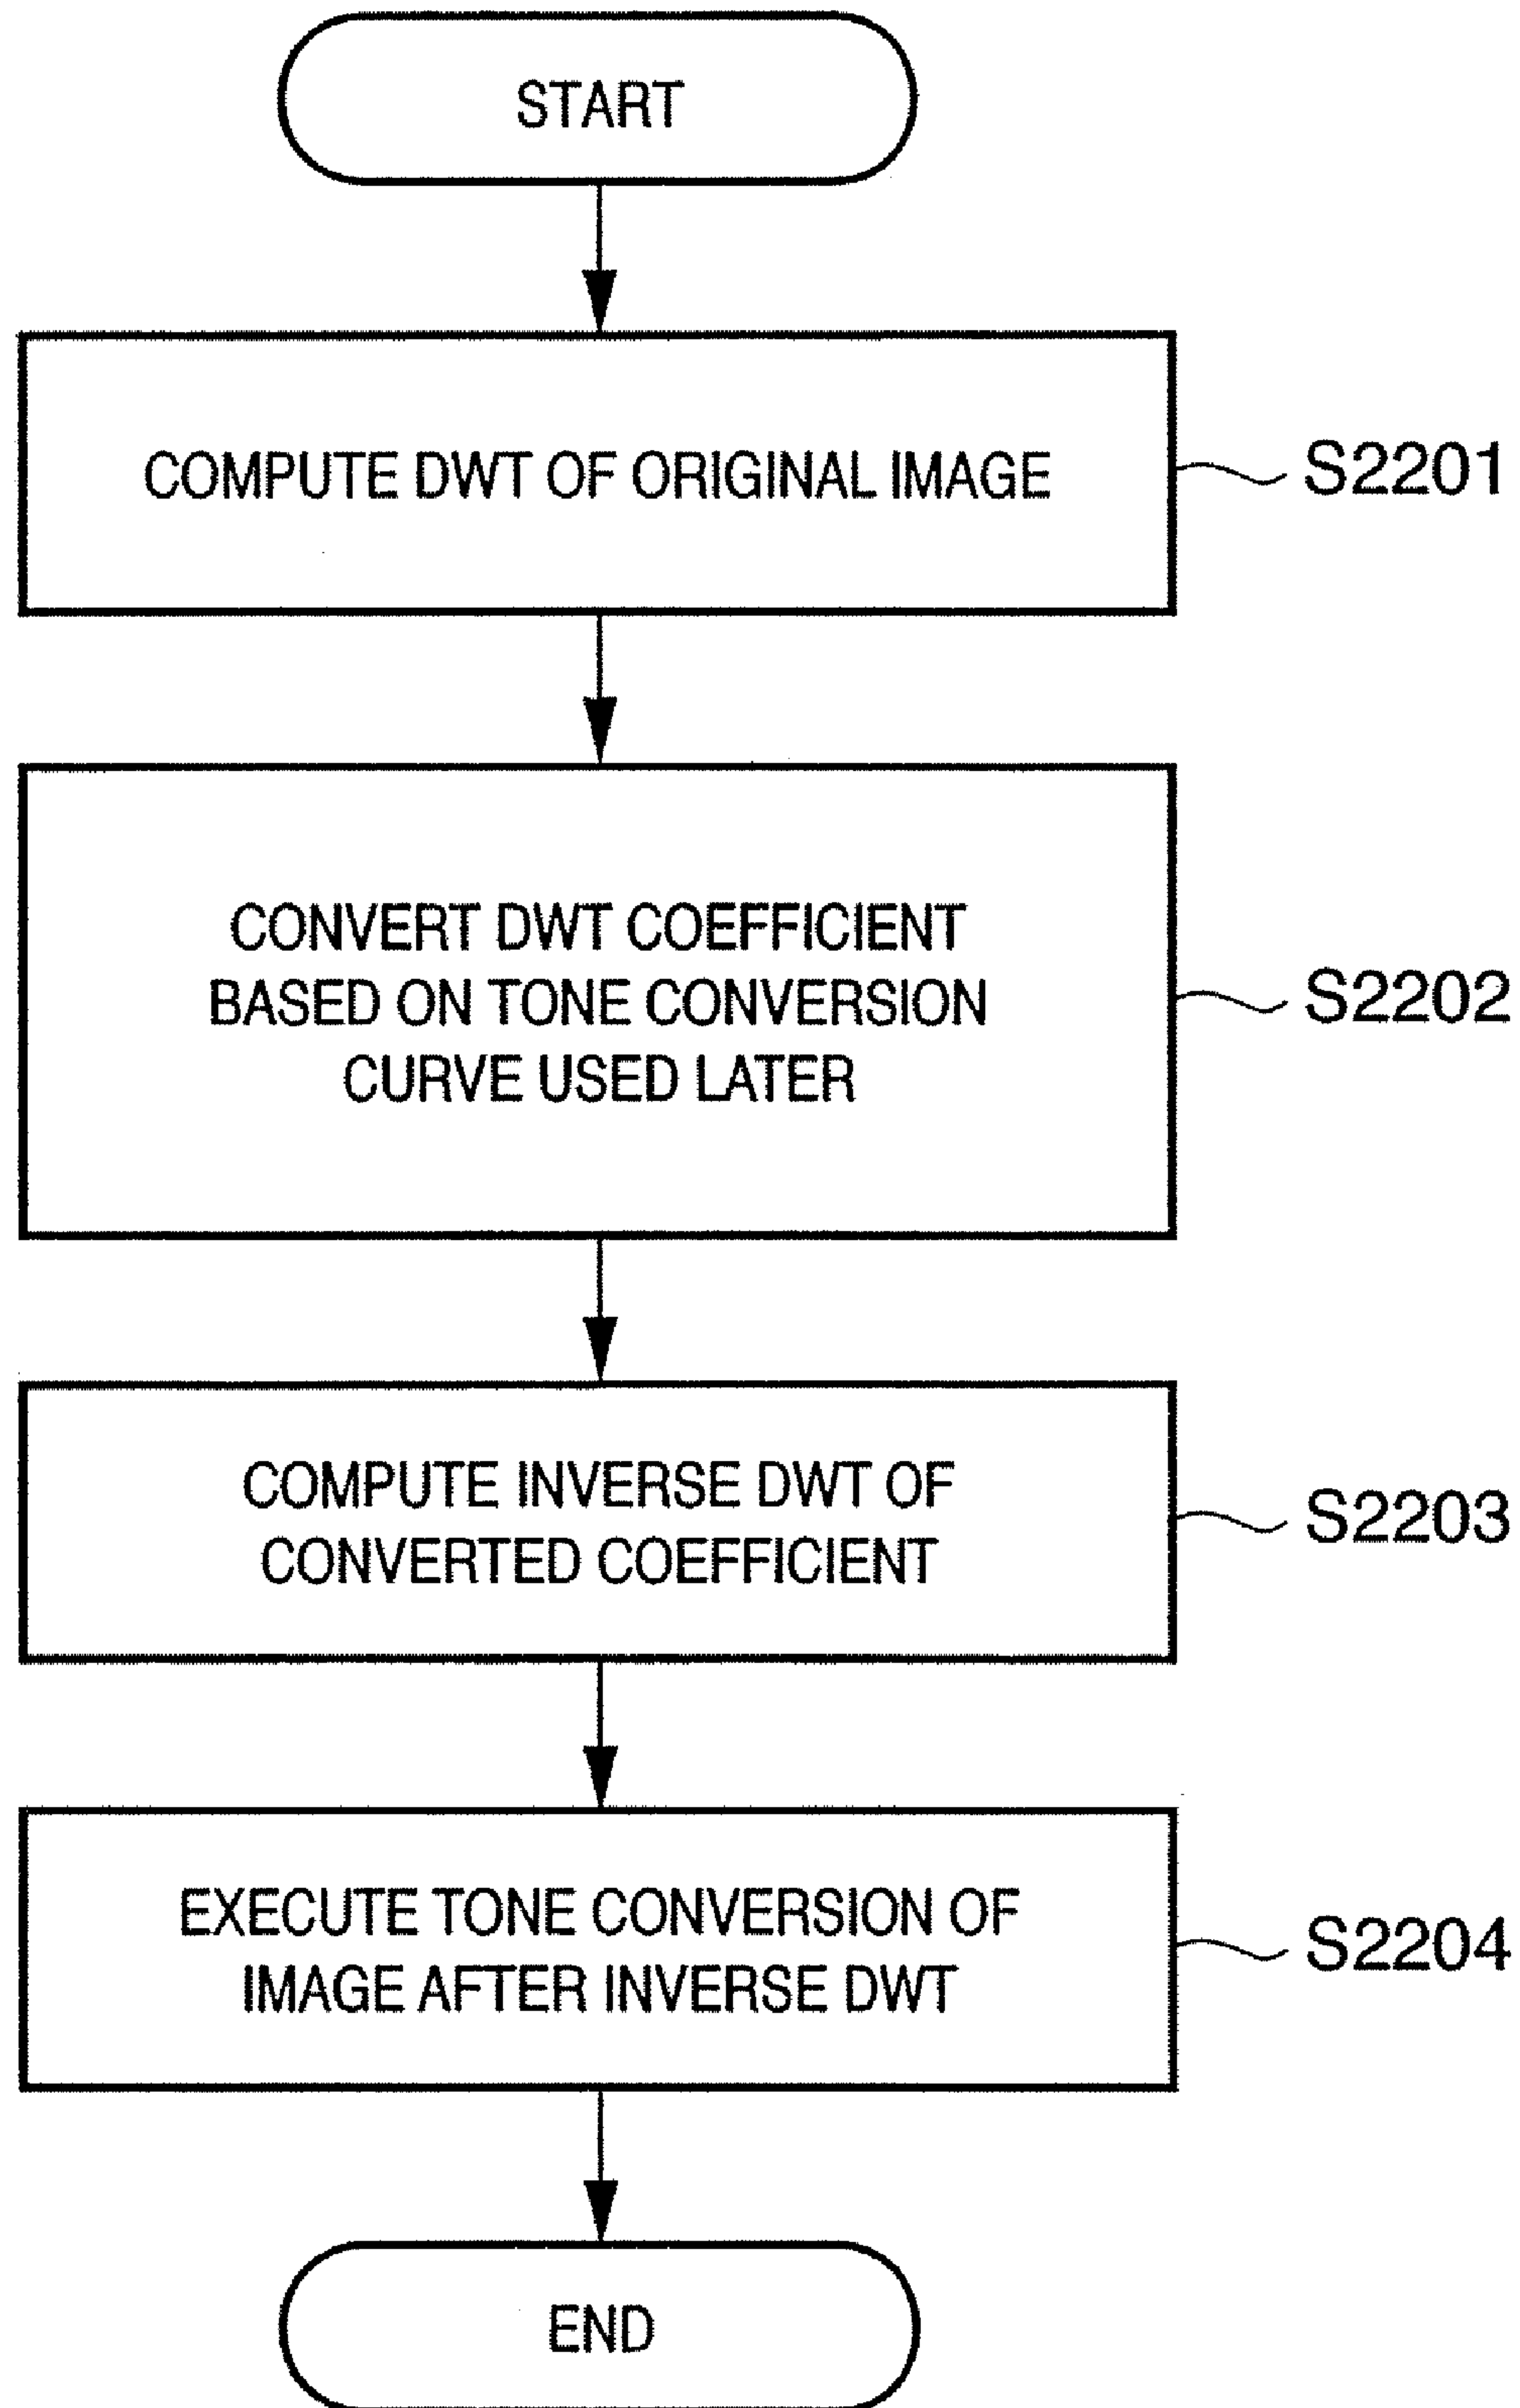 START
COMPUTE DWT OF ORIGINAL IMAGE
S2201
CONVERT DWT COEFFICIENT
BASED ON TONE CONVERSION
CURVE USED LATER
S2202
COMPUTE INVERSE DWT OF
CONVERTED COEFFICIENT
S2203
EXECUTE TONE CONVERSION OF
IMAGE AFTER INVERSE DWT
S2204
END